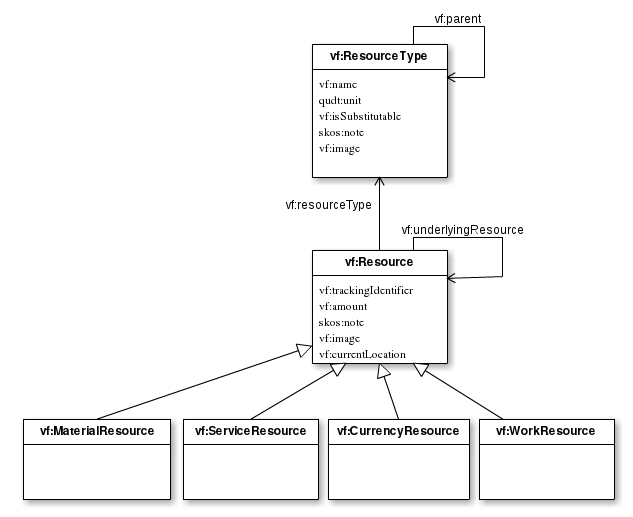 vf:parent
vf:ResourceType
vf:name
qudt:unit
vf:isSubstitutable
skos:note
vf:image
vf:resourceType
vf:underlyingResource
vf:Resource
vf:trackingIdentifier
vf:amount
skos:note
vf:image
vf:currentLocation
vf:MaterialResource
vf:ServiceResource
vf:CurrencyResource
vf:WorkResource